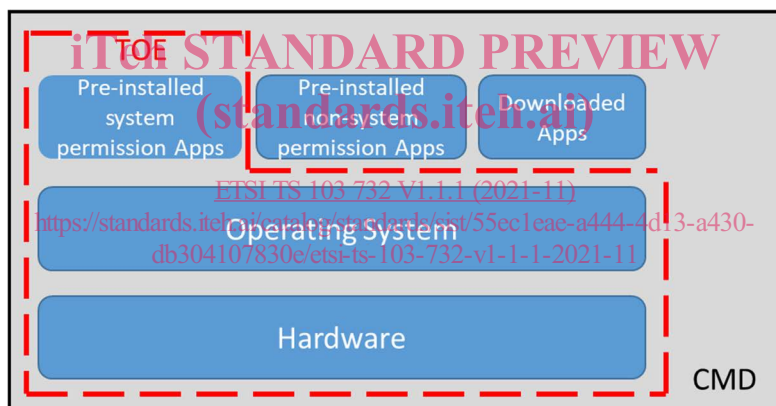 iTeh STANDARD PREVIEW
TOE
(standards.iteh.ai)
Pre-installed
system
permission Apps
Pre-installed
non-system
permission Apps
Downloaded
Apps
ETSI TS 103 732 V1.1.1 (2021-11)
https://standards.iteh.ai/catalog/standards/sist/55ec1eae-a444-4d13-a430-
db304107830e/etsi-ts-103-732-v1-1-1-2021-11
Operating System
Hardware
CMD